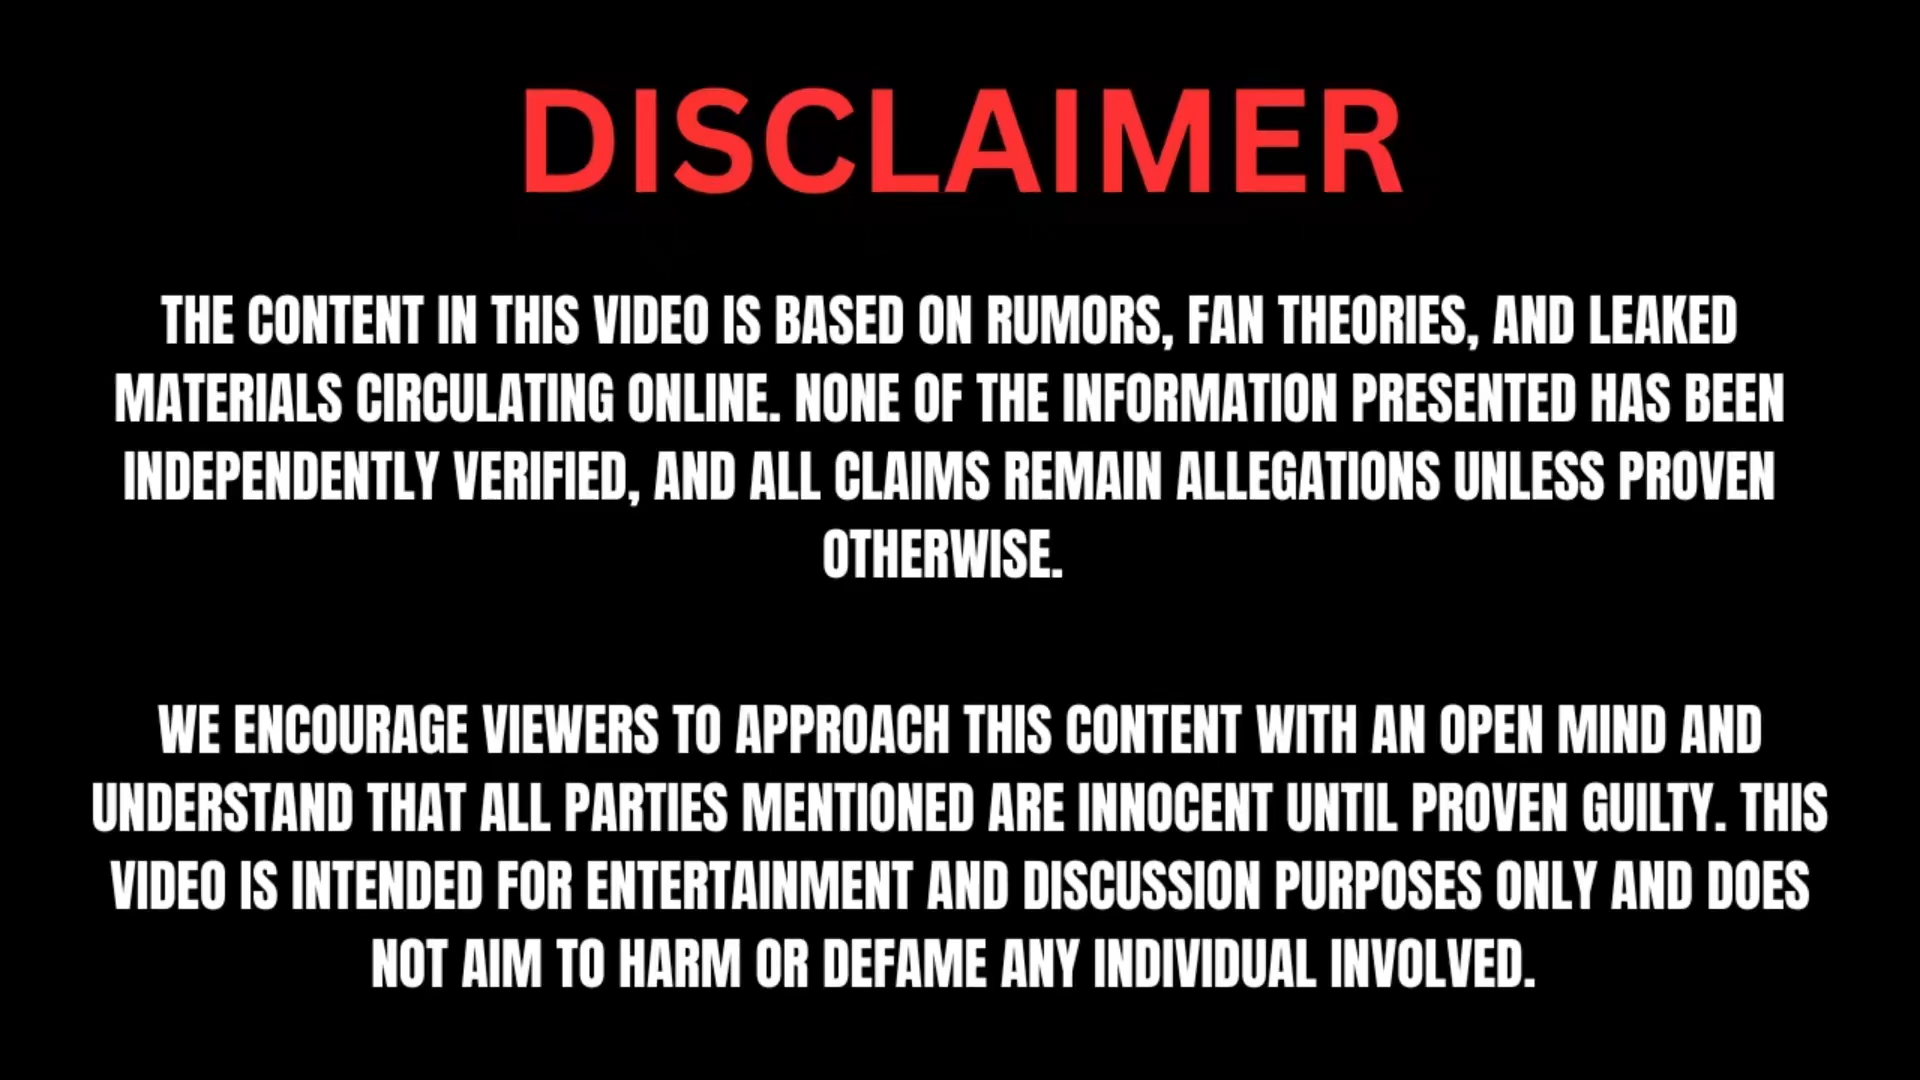 DISCLAIMER
THE CONTENT IN THIS VIDEO IS BASED ON RUMORS, FAN THEORIES, AND LEAKED
MATERIALS CIRCULATING ONLINE. NONE OF THE INFORMATION PRESENTED HAS BEEN
INDEPENDENTLY VERIFIED, AND ALL CLAIMS REMAIN ALLEGATIONS UNLESS PROVEN
OTHERWISE.
WE ENCOURAGE VIEWERS TO APPROACH THIS CONTENT WITH AN OPEN MIND AND
UNDERSTAND THAT ALL PARTIES MENTIONED ARE INNOCENT UNTIL PROVEN GUILTY. THIS
VIDEO IS INTENDED FOR ENTERTAINMENT AND DISCUSSION PURPOSES ONLY AND DOES
NOT AIM TO HARM OR DEFAME ANY INDIVIDUAL INVOLVED.